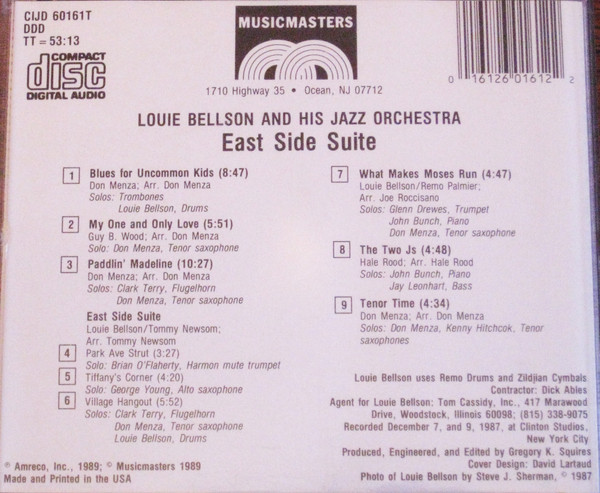 CIJD 60161T
DDD
TT = 53:13
COMPACT
disc
DIGITAL AUDIO
MUSICMASTERS
1710 Highway 35 • Ocean, NJ 07712
0 16126 01612 2
LOUIE BELLSON AND HIS JAZZ ORCHESTRA
East Side Suite
1 Blues for Uncommon Kids (8:47)
Don Menza; Arr. Don Menza
Solos: Trombones
Louie Bellson, Drums
2 My One and Only Love (5:51)
Guy B. Wood; Arr. Don Menza
Solo: Don Menza, Tenor saxophone
3 Paddlin' Madeline (10:27)
Don Menza; Arr. Don Menza
Solos: Clark Terry, Flugelhorn
Don Menza, Tenor saxophone
East Side Suite
Louie Bellson/Tommy Newsom;
Arr. Tommy Newsom
4 Park Ave Strut (3:27)
Solo: Brian O'Flaherty, Harmon mute trumpet
5 Tiffany's Corner (4:20)
Solo: George Young, Alto saxophone
6 Village Hangout (5:52)
Solos: Clark Terry, Flugelhorn
Don Menza, Tenor saxophone
Louie Bellson, Drums
7 What Makes Moses Run (4:47)
Louie Bellson/Remo Palmier;
Arr. Joe Roccisano
Solos: Glenn Drewes, Trumpet
John Bunch, Piano
Don Menza, Tenor saxophone
8 The Two Js (4:48)
Hale Rood; Arr. Hale Rood
Solos: John Bunch, Piano
Jay Leonhart, Bass
9 Tenor Time (4:34)
Don Menza; Arr. Don Menza
Solos: Don Menza, Kenny Hitchcok, Tenor
saxophones
Louie Bellson uses Remo Drums and Zildjian Cymbals
Contractor: Dick Ables
Agent for Louie Bellson: Tom Cassidy, Inc., 417 Marawood
Drive, Woodstock, Illinois 60098; (815) 338-9075
Recorded December 7, and 9, 1987, at Clinton Studios,
New York City
Produced, Engineered, and Edited by Gregory K. Squires
Cover Design: David Lartaud
Photo of Louie Bellson by Steve J. Sherman, © 1987
℗ Amreco, Inc., 1989; © Musicmasters 1989
Made and Printed in the USA